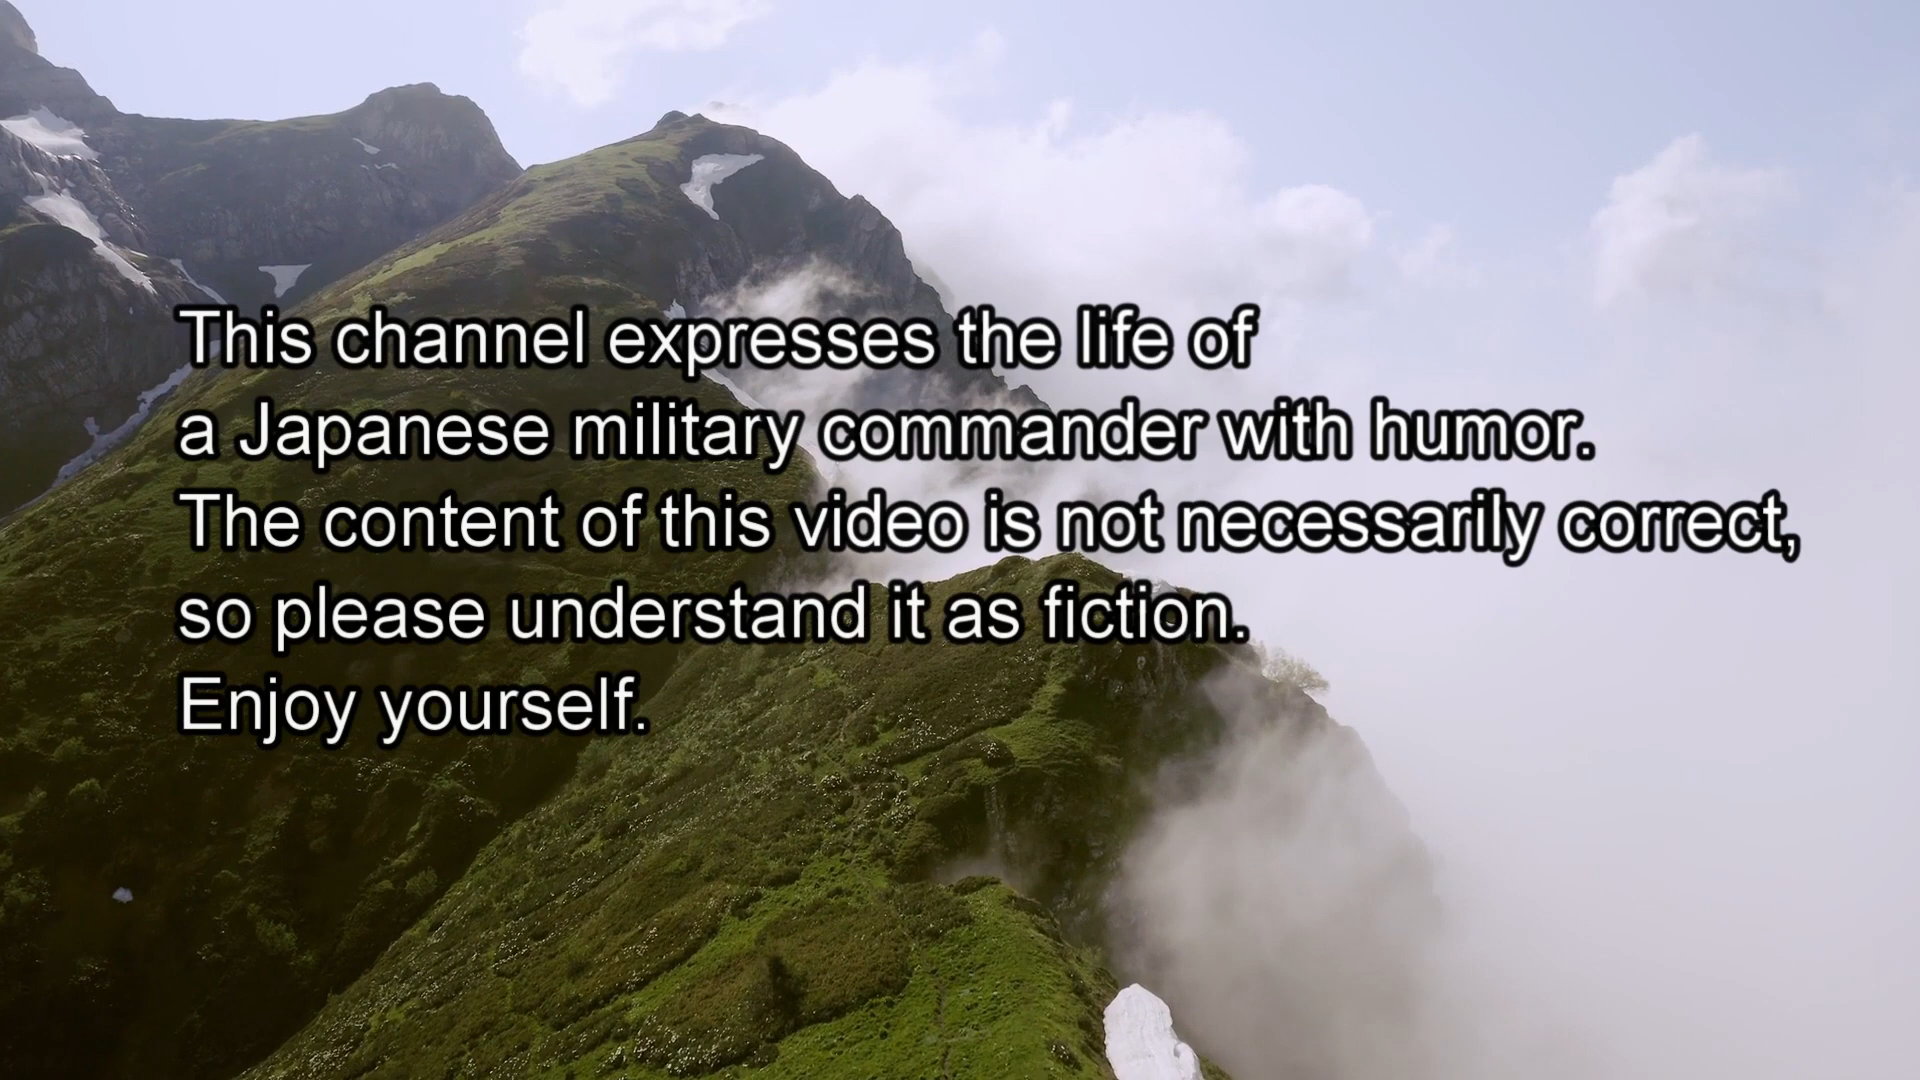 This channel expresses the life of
a Japanese military commander with humor.
The content of this video is not necessarily correct,
so please understand it as fiction.
Enjoy yourself.